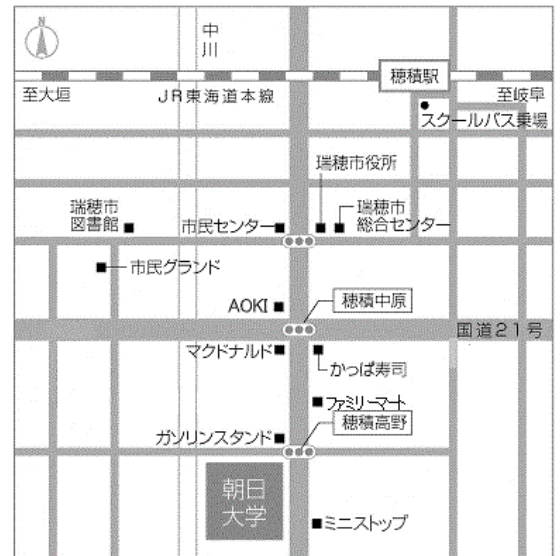 N
中
川
穂積駅
至大垣
JR東海道本線
至岐阜
スクールバス乗場
瑞穂市役所
瑞穂市
図書館
市民センター
瑞穂市
総合センター
市民グランド
AOKI
穂積中原
国道21号
マクドナルド
かっぱ寿司
ファミリーマート
穂積高野
ガソリンスタンド
朝日
大学
ミニストップ